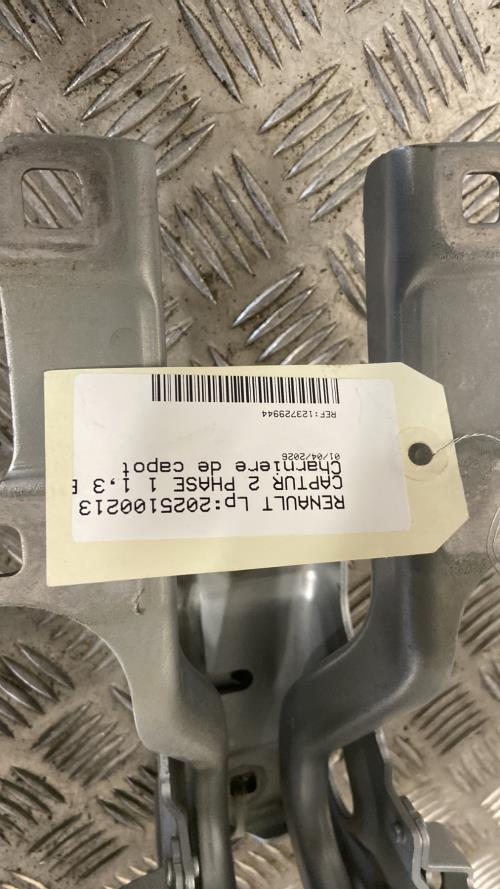 RENAULT Lp:2025100213
CAPTUR 2 PHASE 1 1,3 E
Charniere de capot
01/04/2026
REF:123729944